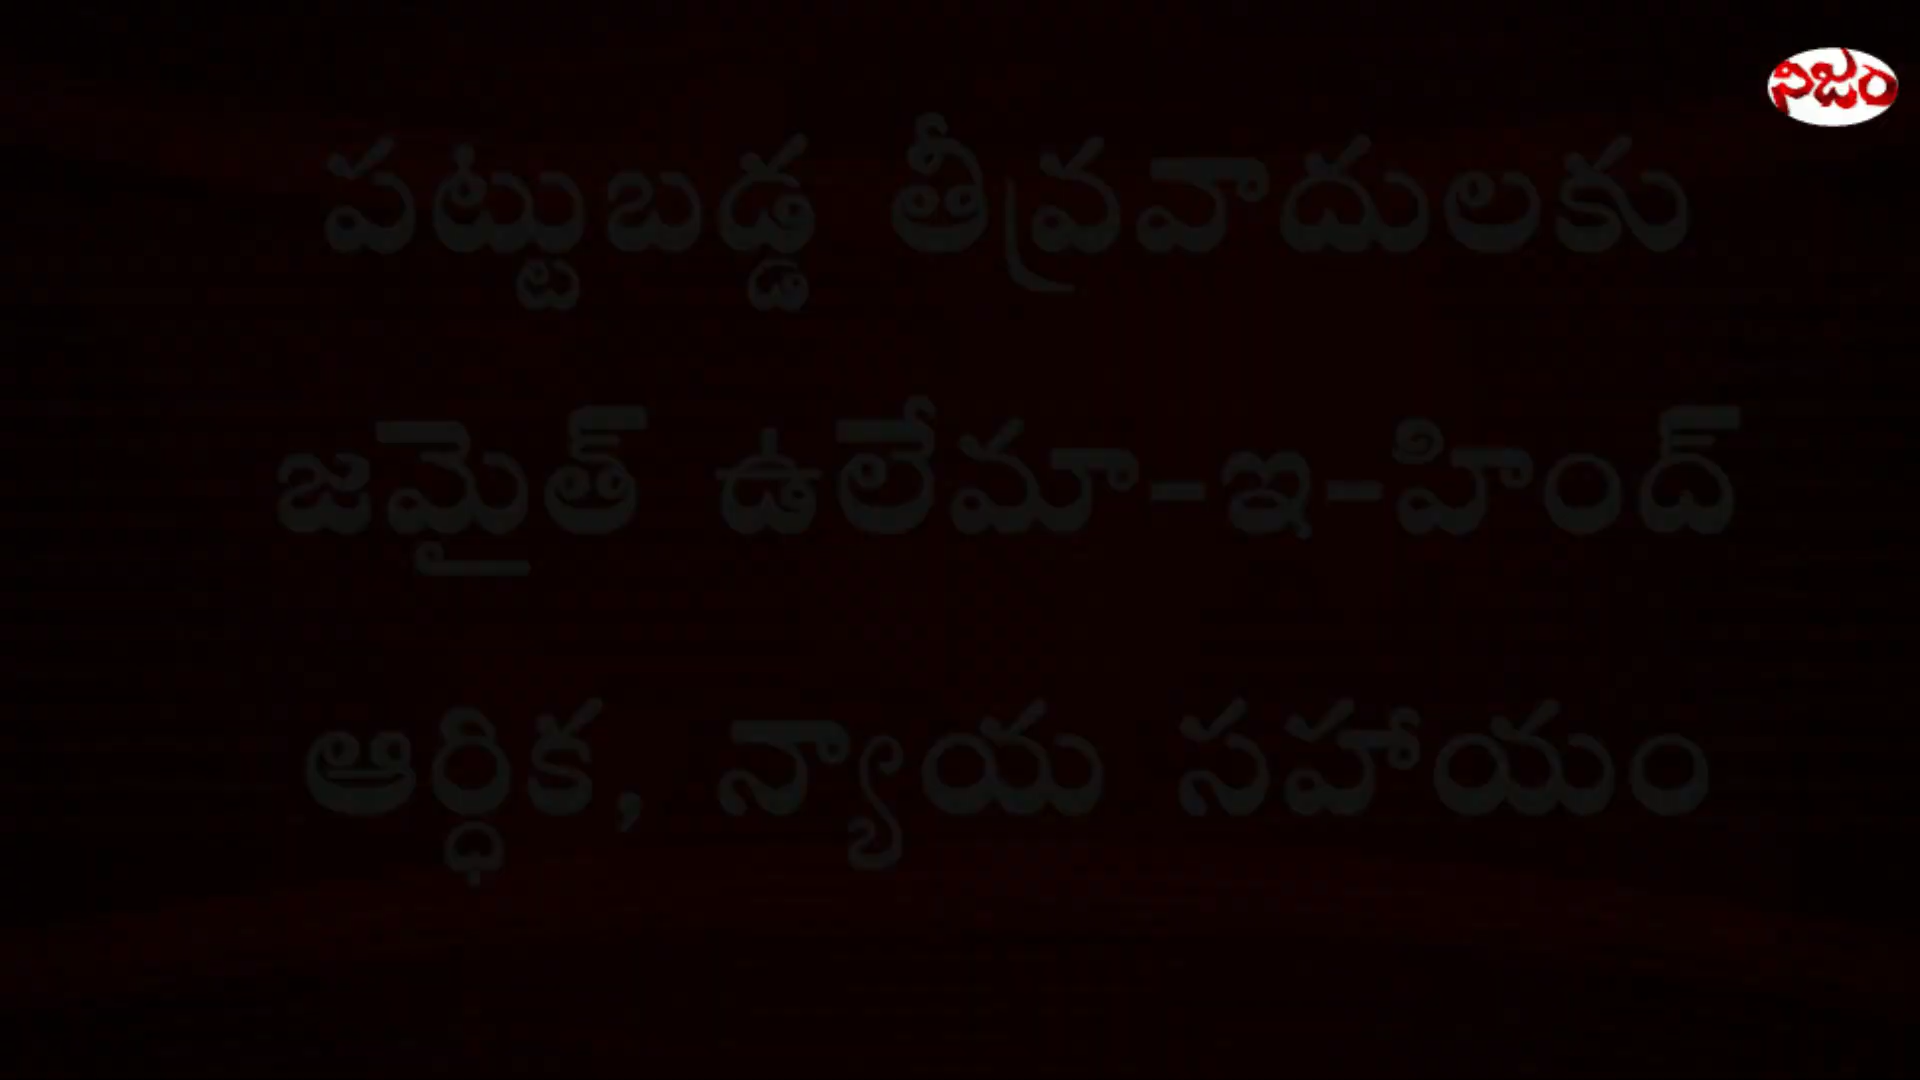 నిజం
పట్టుబడ్డ తీవ్రవాదులకు
జమైత్ ఉలేమా-ఇ-హింద్
ఆర్ధిక, న్యాయ సహాయం